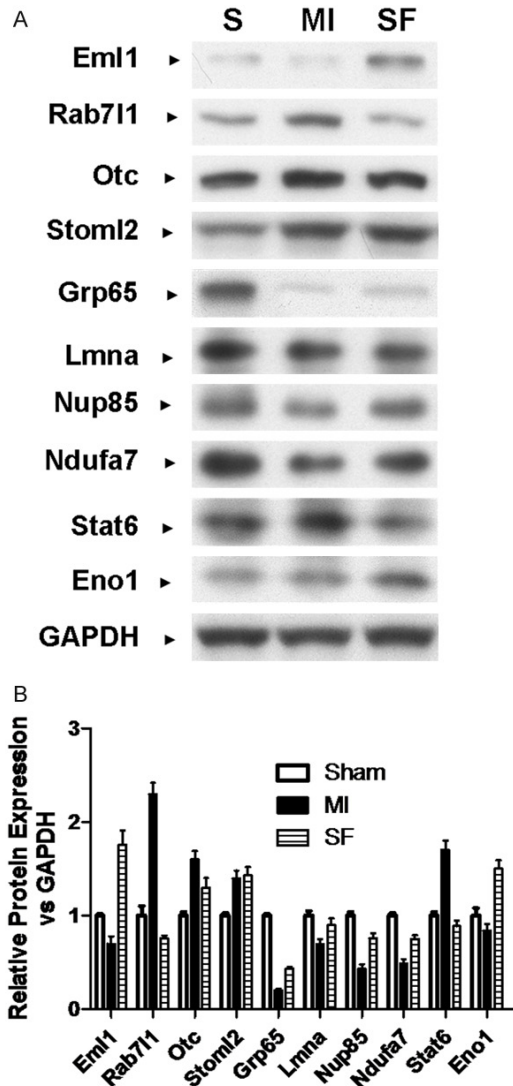 A
S MI SF
Eml1
Rab7l1
Otc
Stoml2
Grp65
Lmna
Nup85
Ndufa7
Stat6
Eno1
GAPDH
B
Relative Protein Expression
vs GAPDH
3
2
1
0
Sham
MI
SF
Eml1 Rab7l1 Otc Stoml2 Grp65 Lmna Nup85 Ndufa7 Stat6 Eno1